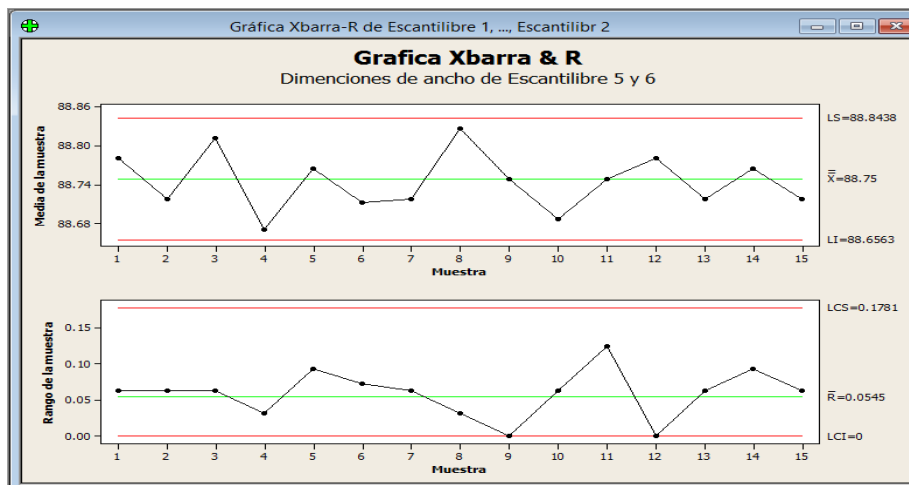 Gráfica Xbarra-R de Escantilibre 1, ..., Escantilibr 2
Grafica Xbarra & R
Dimenciones de ancho de Escantilibre 5 y 6
Media de la muestra
88.86
88.80
88.74
88.68
LS=88.8438
X=88.75
LI=88.6563
1 2 3 4 5 6 7 8 9 10 11 12 13 14 15
Muestra
Rango de la muestra
0.15
0.10
0.05
0.00
LCS=0.1781
R=0.0545
LCI=0
1 2 3 4 5 6 7 8 9 10 11 12 13 14 15
Muestra